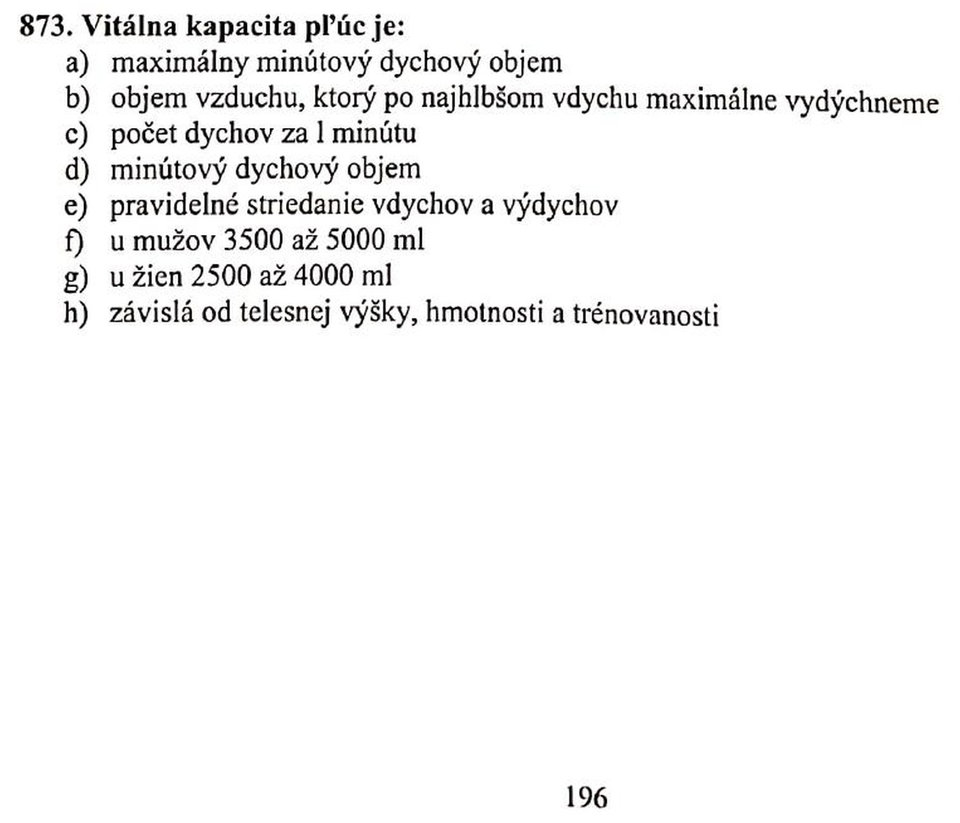 873. Vitálna kapacita pľúc je:
a) maximálny minútový dychový objem
b) objem vzduchu, ktorý po najhlbšom vdychu maximálne vydýchneme
c) počet dychov za 1 minútu
d) minútový dychový objem
e) pravidelné striedanie vdychov a výdychov
f) u mužov 3500 až 5000 ml
g) u žien 2500 až 4000 ml
h) závislá od telesnej výšky, hmotnosti a trénovanosti
196